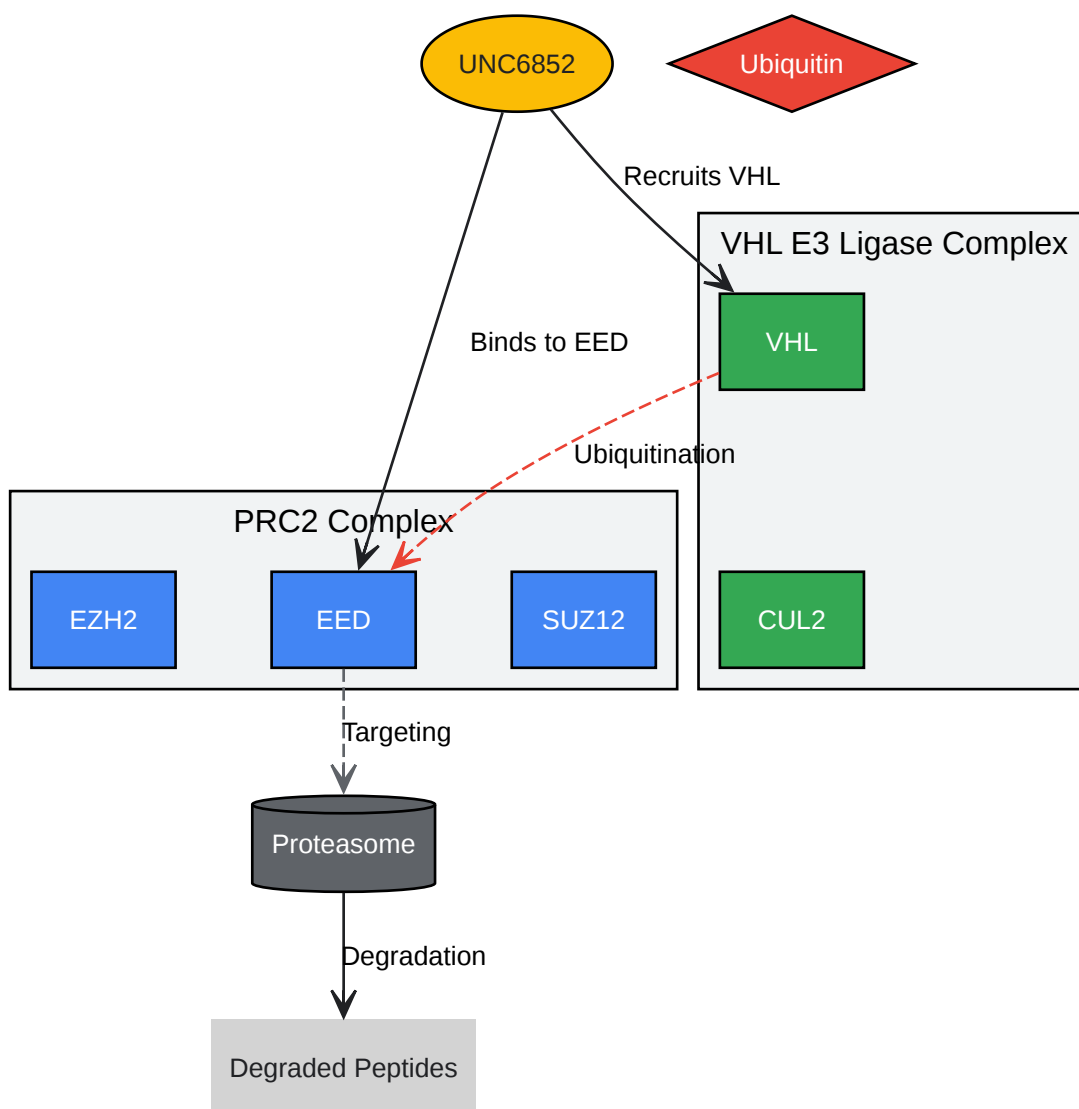 UNC6852
Ubiquitin
Recruits VHL
VHL E3 Ligase Complex
VHL
Binds to EED
Ubiquitination
PRC2 Complex
EZH2
EED
SUZ12
CUL2
Targeting
Proteasome
Degradation
Degraded Peptides